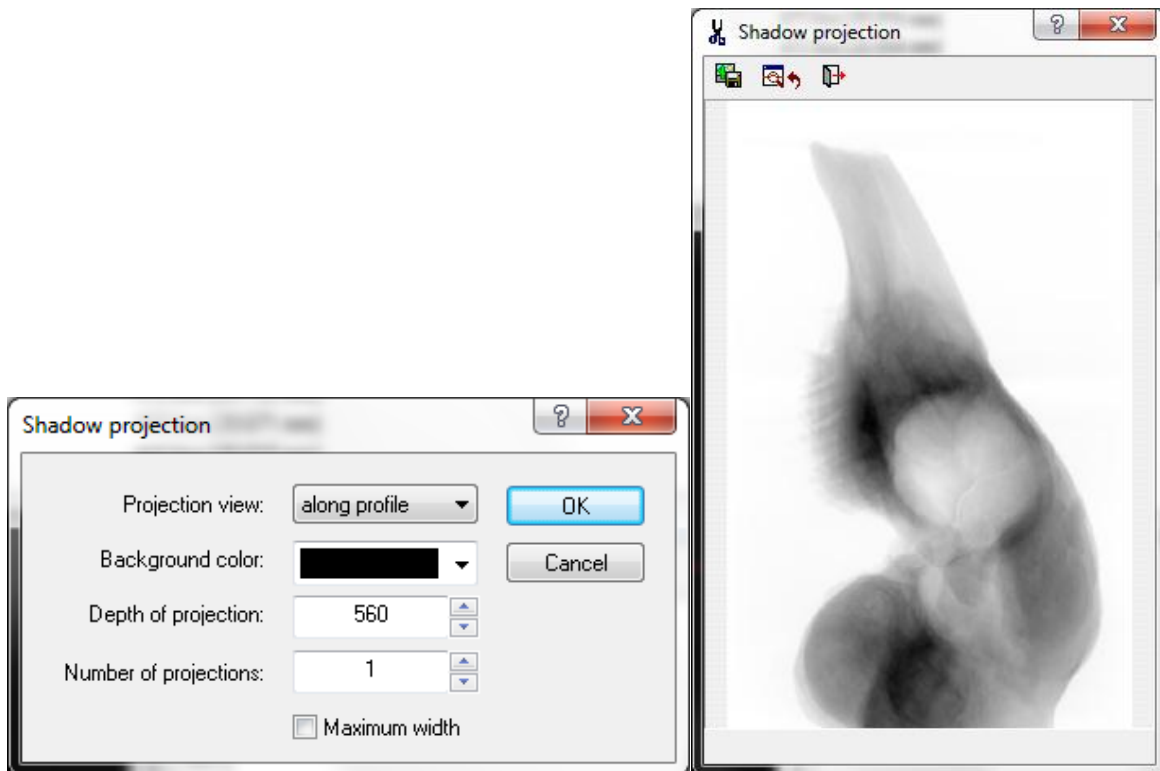 Shadow projection
Projection view: along profile OK
Background color: Cancel
Depth of projection: 560
Number of projections: 1
Maximum width
Shadow projection